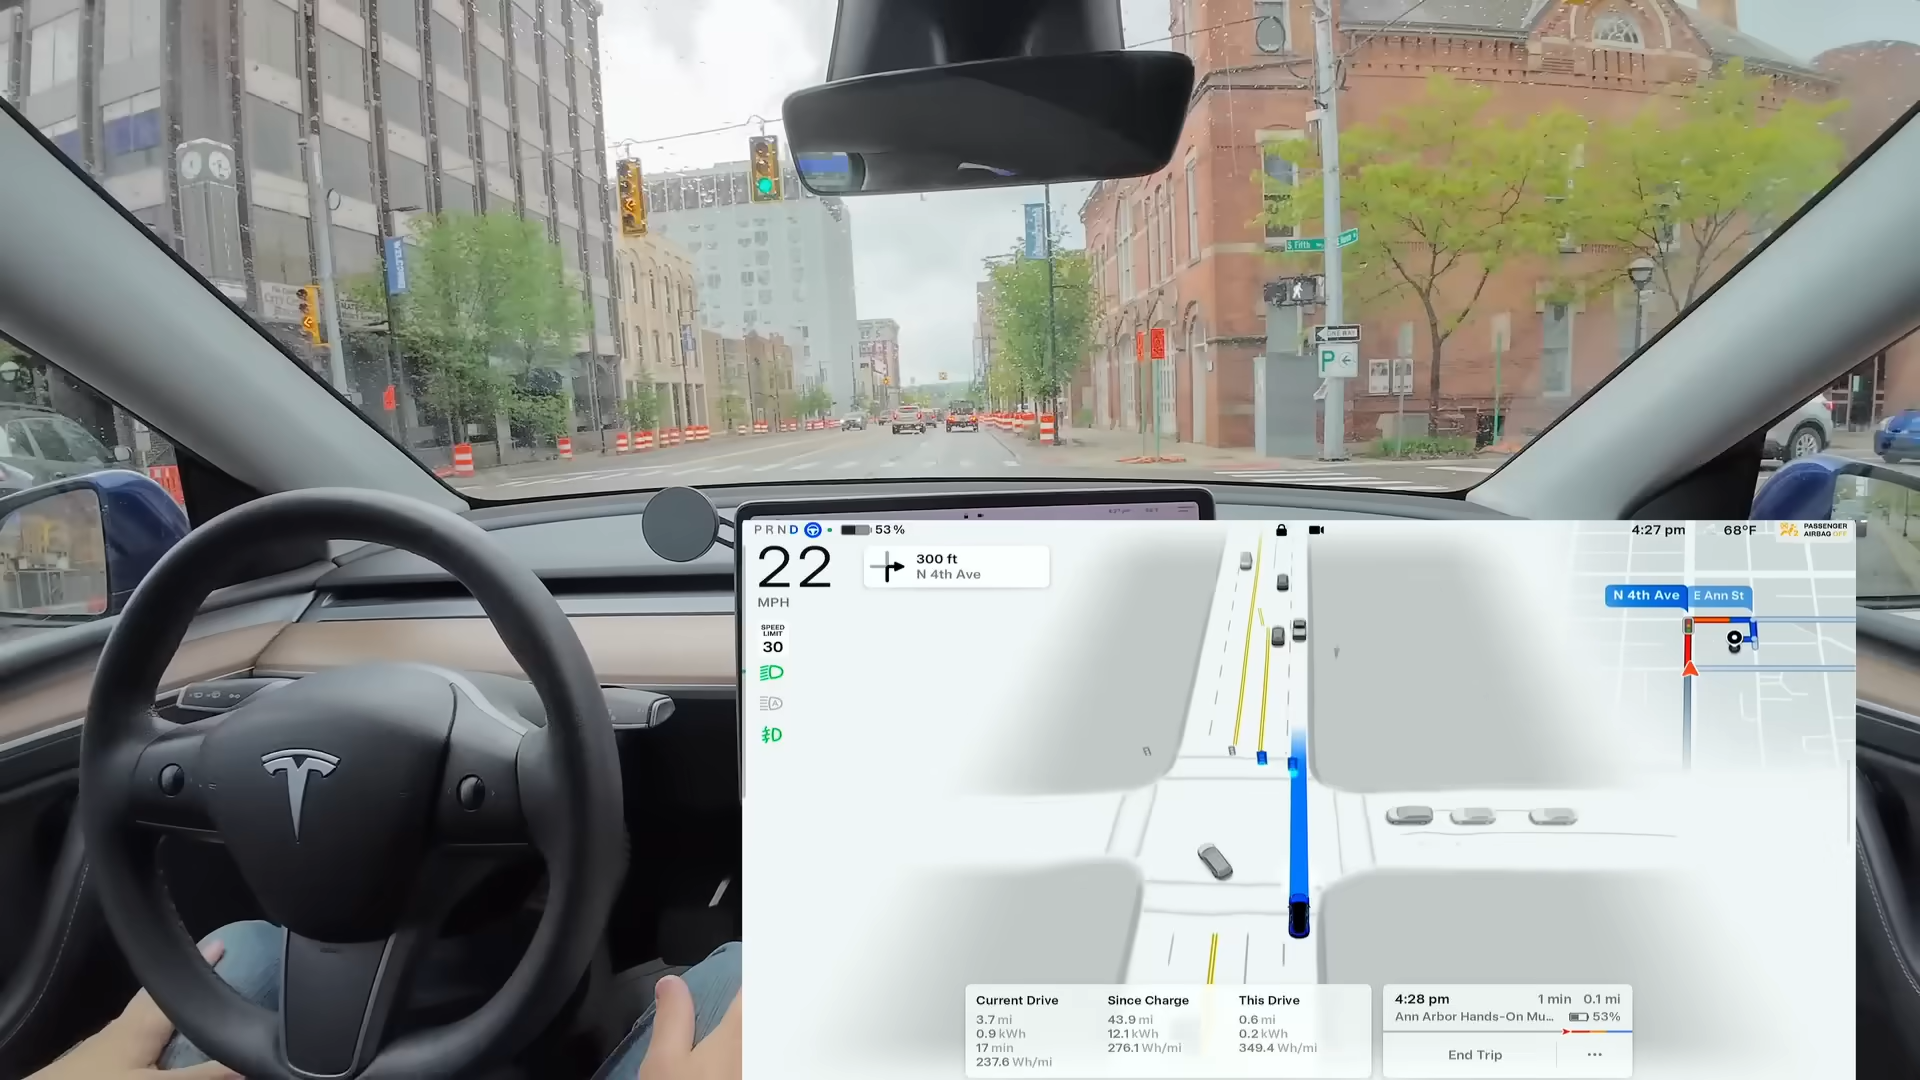 WELCOME
S. Fifth
ONE WAY
P
P R N D
53 %
4:27 pm
68°F
PASSENGER
AIRBAG OFF
22
MPH
300 ft
N 4th Ave
SPEED
LIMIT
30
N 4th Ave
E Ann St
Current Drive
3.7 mi
0.9 kWh
17 min
237.6 Wh/mi
Since Charge
43.9 mi
12.1 kWh
276.1 Wh/mi
This Drive
0.6 mi
0.2 kWh
349.4 Wh/mi
4:28 pm
1 min 0.1 mi
Ann Arbor Hands-On Mu...
53%
End Trip
...